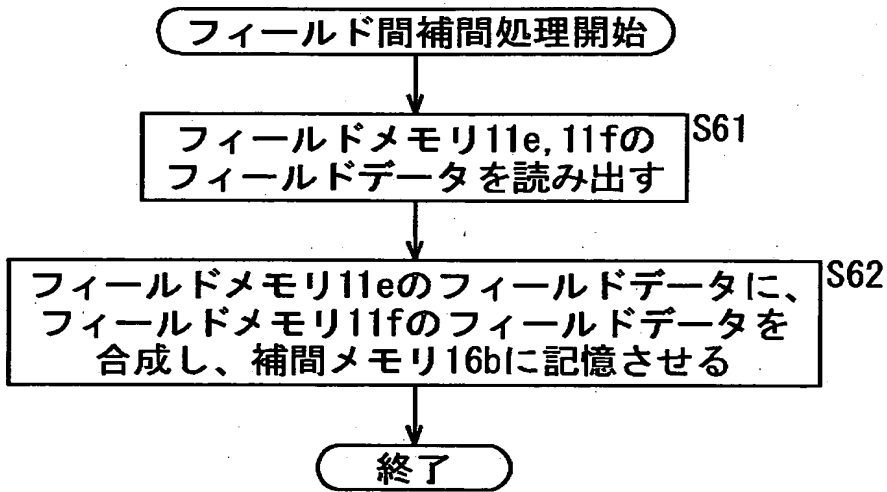 フィールド間補間処理開始
フィールドメモリ11e,11fの
フィールドデータを読み出す
S61
フィールドメモリ11eのフィールドデータに、
フィールドメモリ11fのフィールドデータを
合成し、補間メモリ16bに記憶させる
S62
終了